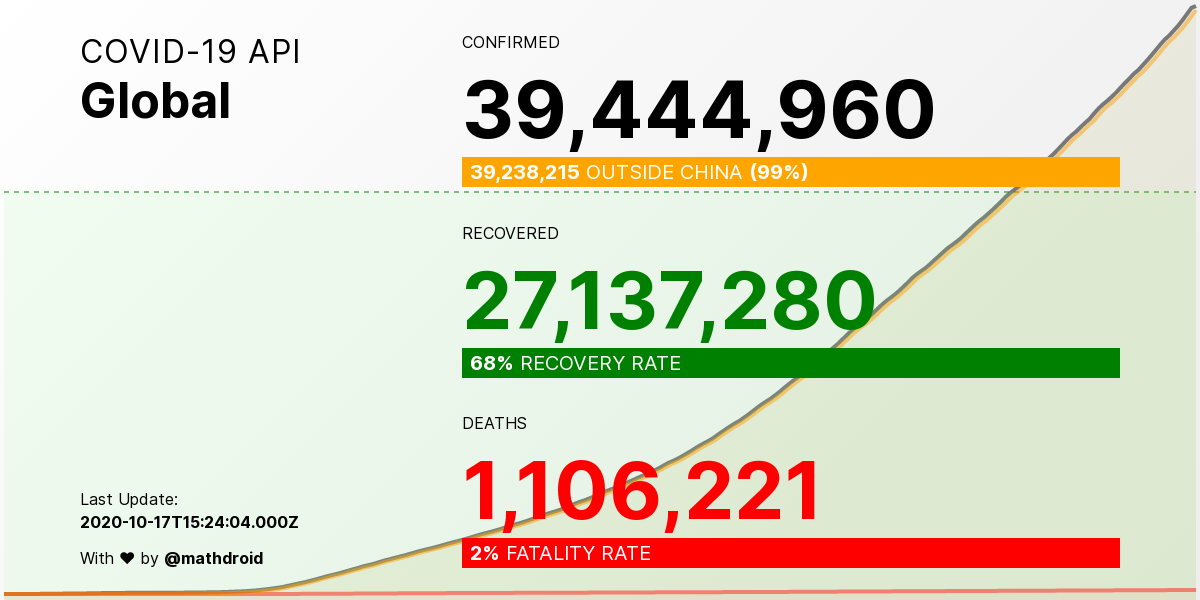 COVID-19 API
Global
CONFIRMED
39,444,960
39,238,215 OUTSIDE CHINA (99%)
RECOVERED
27,137,280
68% RECOVERY RATE
DEATHS
1,106,221
2% FATALITY RATE
Last Update:
2020-10-17T15:24:04.000Z
With ♥ by @mathdroid